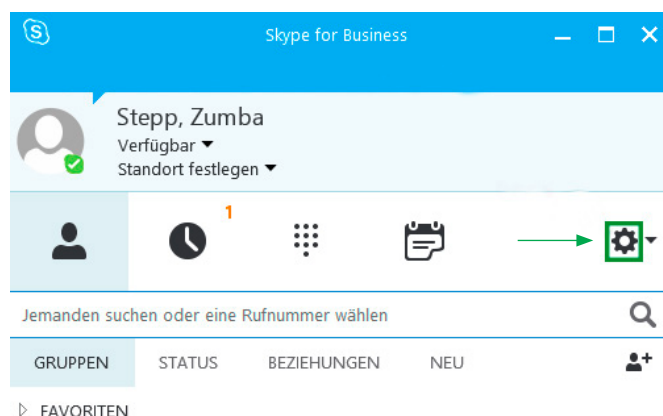 Skype for Business
Stepp, Zumba
Verfügbar
Standort festlegen
1
Jemanden suchen oder eine Rufnummer wählen
GRUPPEN STATUS BEZIEHUNGEN NEU
FAVORITEN